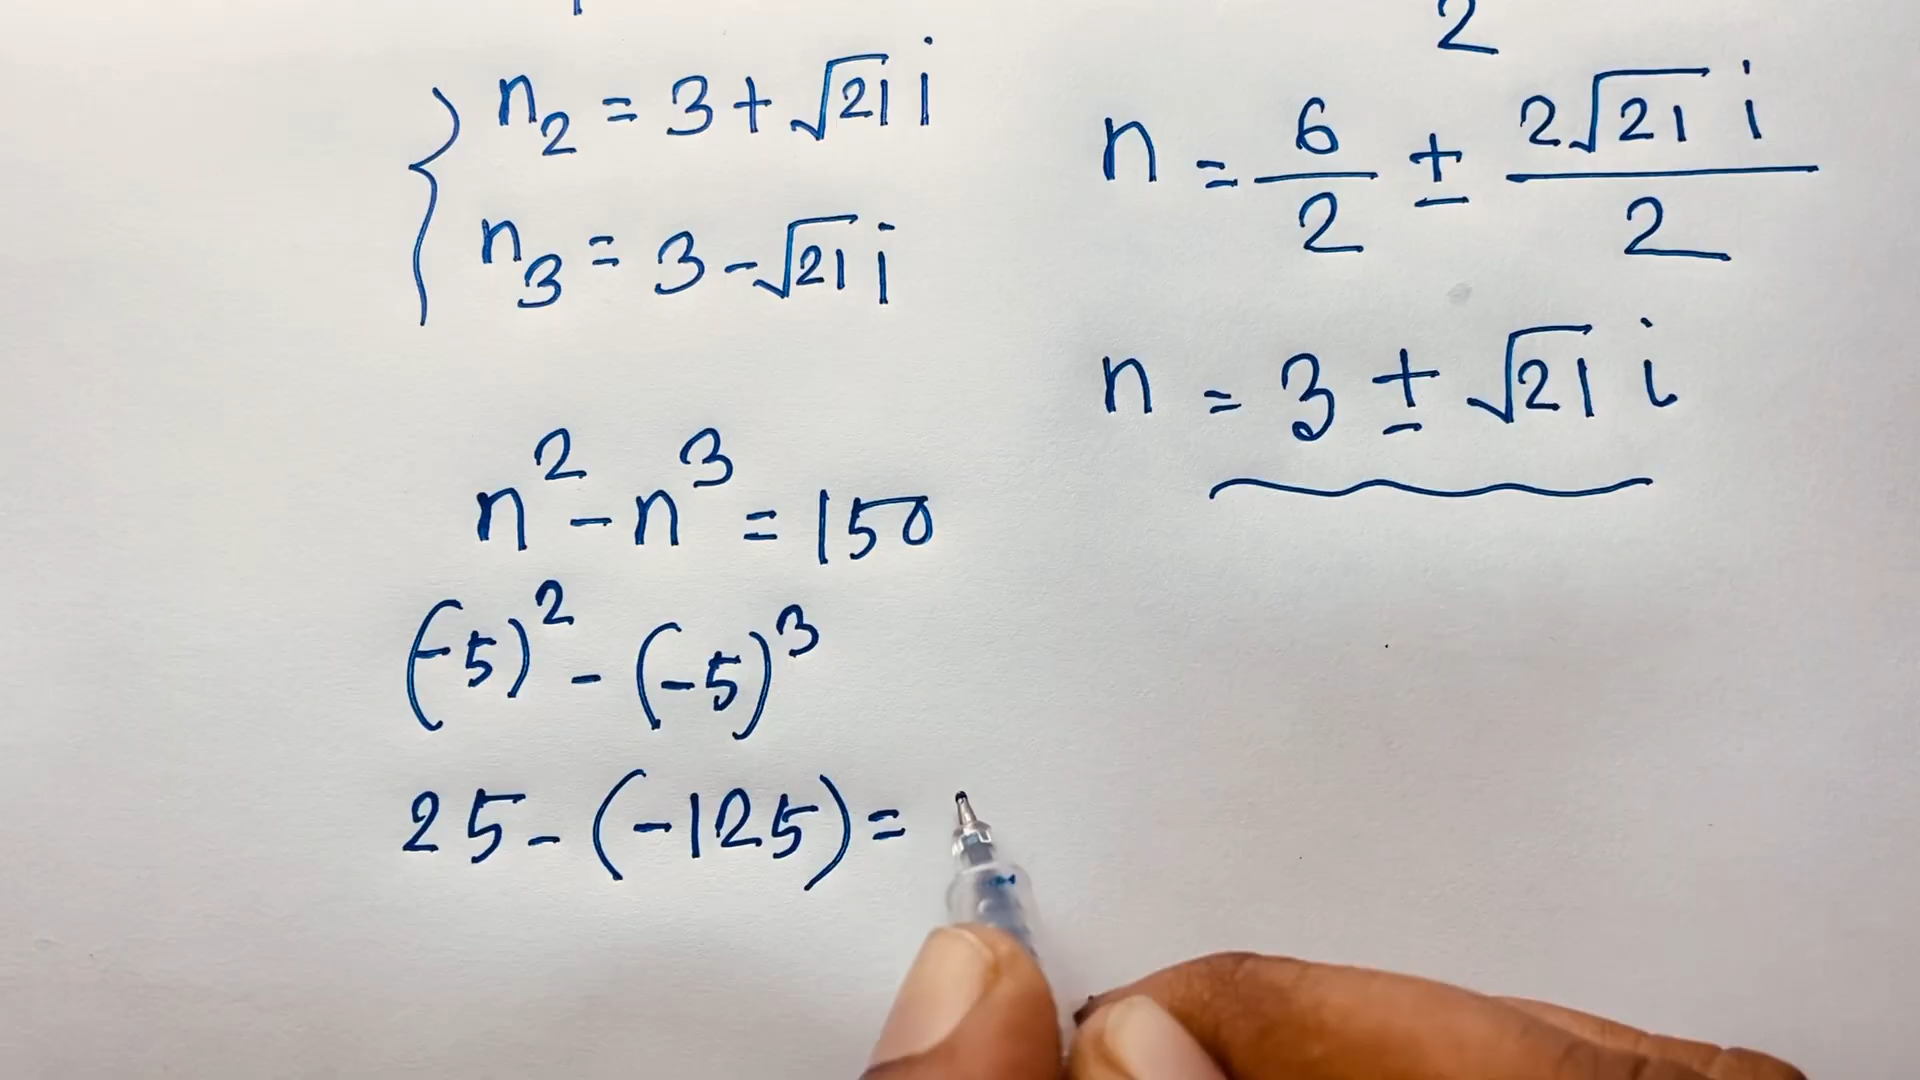 n₂ = 3 + √21 i
n₃ = 3 - √21 i
n² - n³ = 150
(-5)² - (-5)³
25 - (-125) =
2
n = 6/2 ± 2√21 i/2
n = 3 ± √21 i